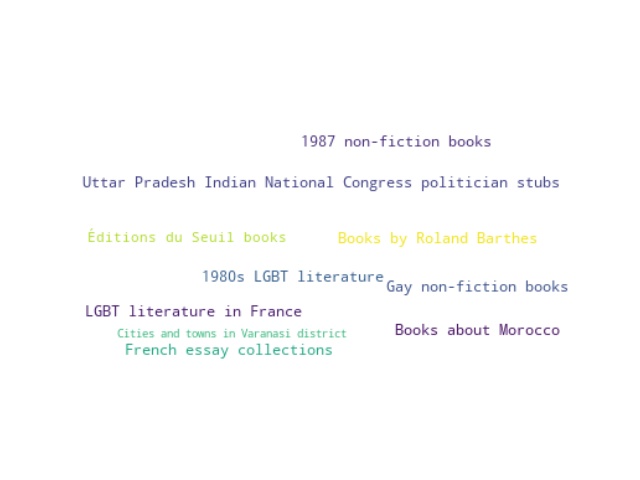 1987 non-fiction books
Uttar Pradesh Indian National Congress politician stubs
Éditions du Seuil books
Books by Roland Barthes
1980s LGBT literature
Gay non-fiction books
LGBT literature in France
Books about Morocco
Cities and towns in Varanasi district
French essay collections